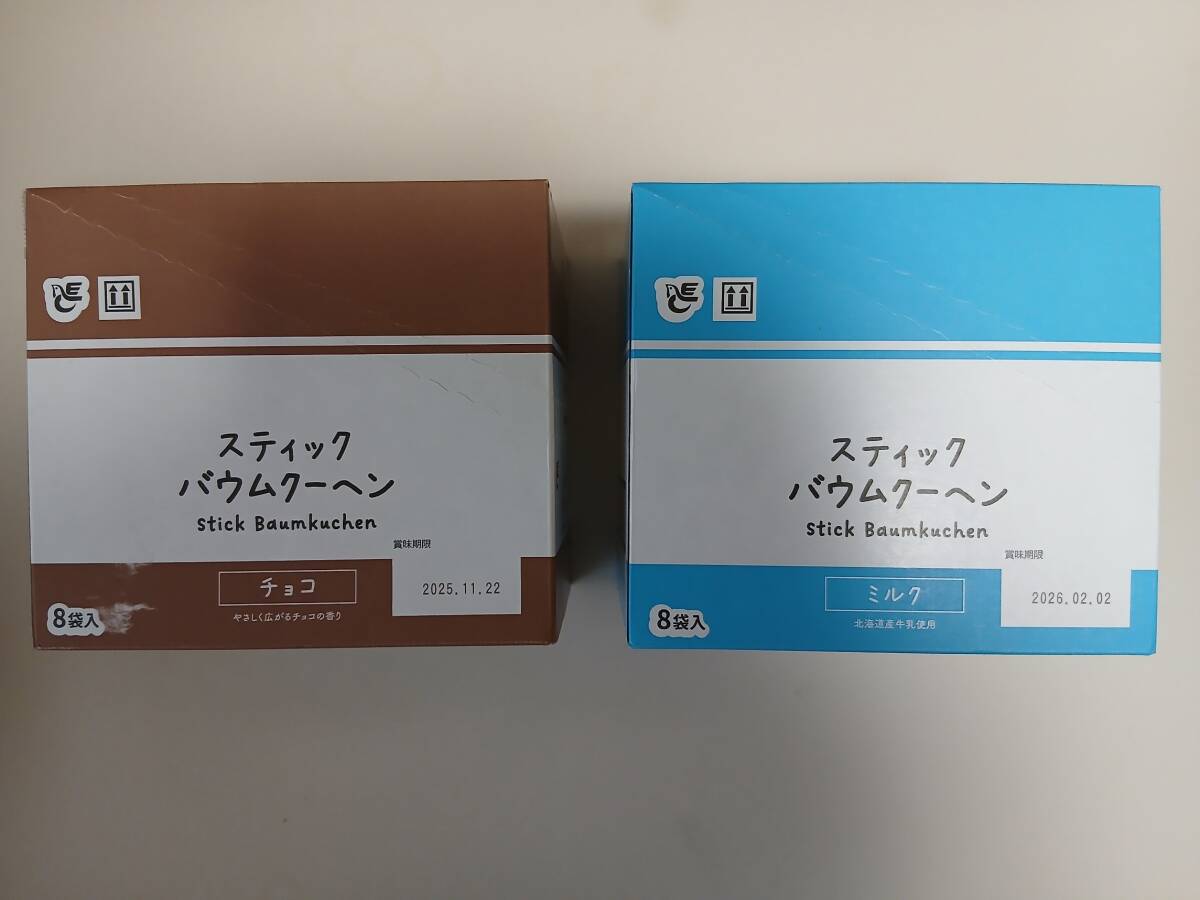 スティック
バウムクーヘン
Stick Baumkuchen
賞味期限
2025.11.22
チョコ
やさしく広がるチョコの香り
8袋入
スティック
バウムクーヘン
Stick Baumkuchen
賞味期限
2026.02.02
ミルク
北海道産牛乳使用
8袋入